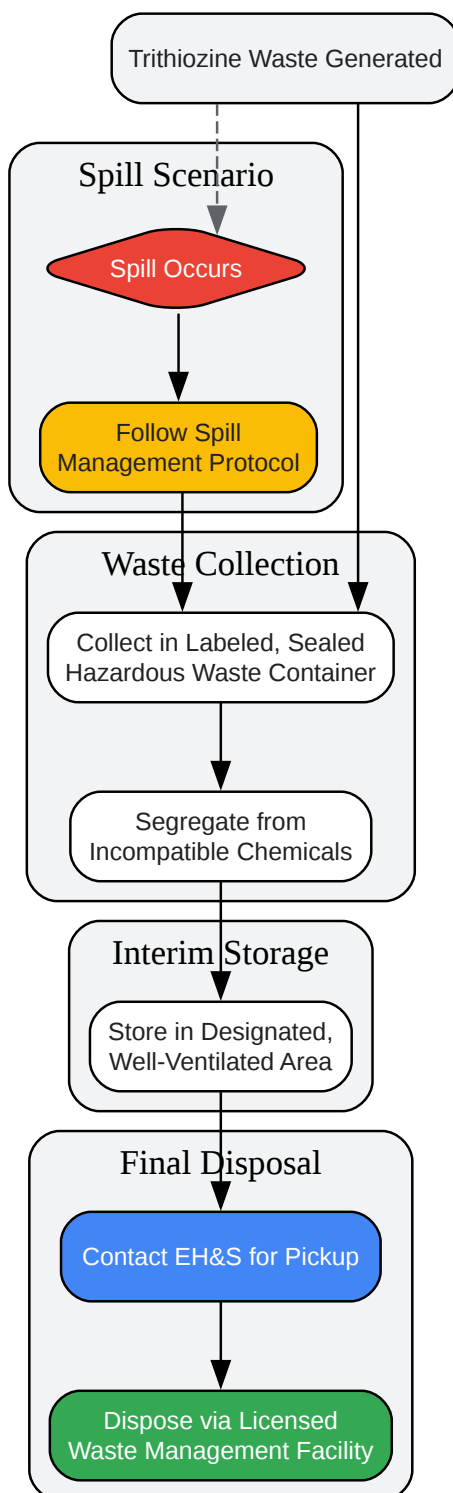 Trithiozine Waste Generated
Spill Scenario
Spill Occurs
Follow Spill
Management Protocol
Waste Collection
Collect in Labeled, Sealed
Hazardous Waste Container
Segregate from
Incompatible Chemicals
Interim Storage
Store in Designated,
Well-Ventilated Area
Final Disposal
Contact EH&S for Pickup
Dispose via Licensed
Waste Management Facility